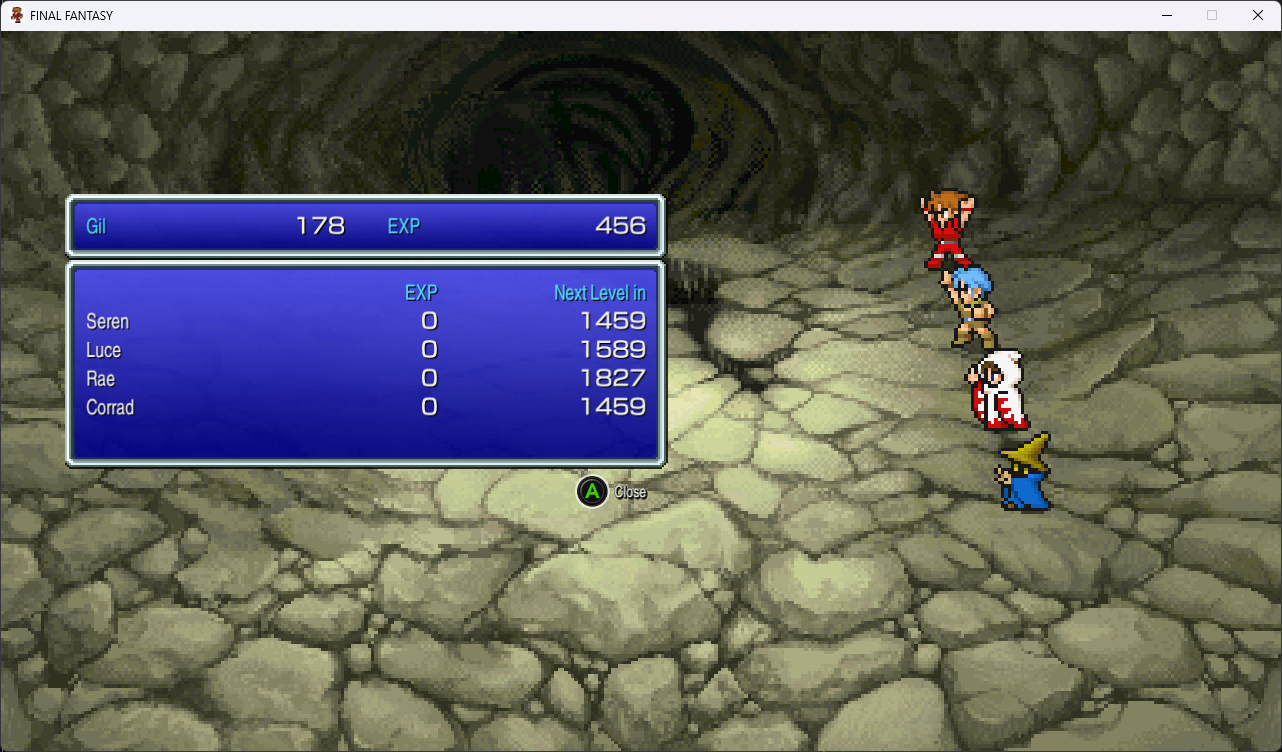 FINAL FANTASY
Gil 178 EXP 456
EXP Next Level in
Seren 0 1459
Luce 0 1589
Rae 0 1827
Corrad 0 1459
A Close